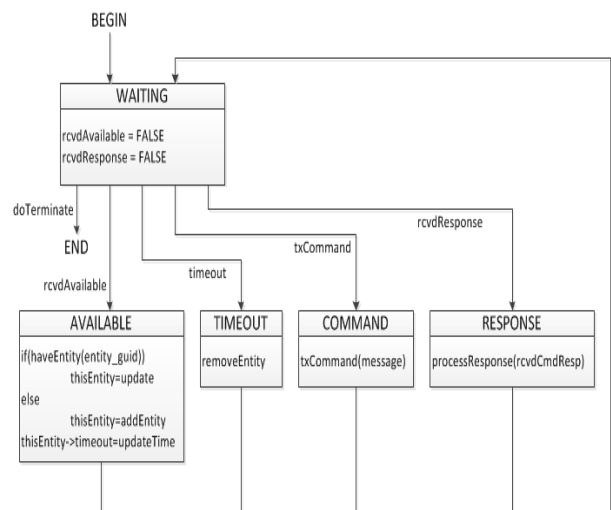 BEGIN
WAITING
rcvdAvailable = FALSE
rcvdResponse = FALSE
doTerminate
END
rcvdAvailable
timeout
txCommand
rcvdResponse
AVAILABLE
if(haveEntity(entity_guid))
thisEntity=update
else
thisEntity=addEntity
thisEntity->timeout=updateTime
TIMEOUT
removeEntity
COMMAND
txCommand(message)
RESPONSE
processResponse(rcvdCmdResp)